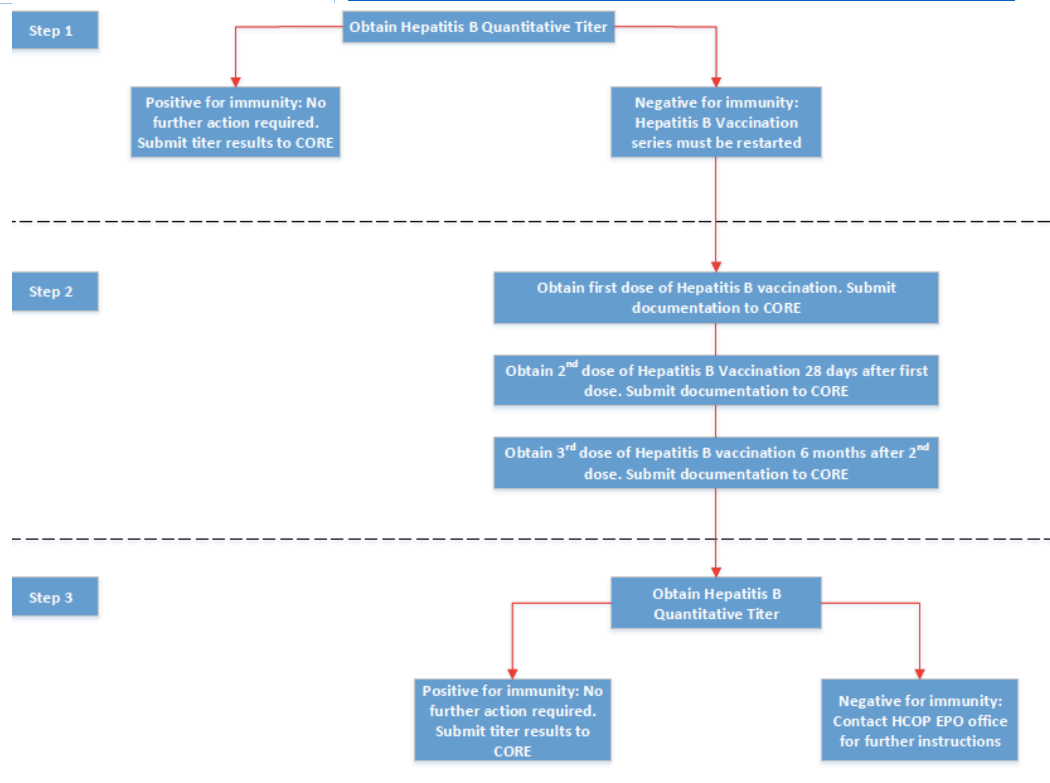 Step 1
Obtain Hepatitis B Quantitative Titer
Positive for immunity: No
further action required.
Submit titer results to CORE
Negative for immunity:
Hepatitis B Vaccination
series must be restarted
Step 2
Obtain first dose of Hepatitis B vaccination. Submit
documentation to CORE
Obtain 2nd dose of Hepatitis B Vaccination 28 days after first
dose. Submit documentation to CORE
Obtain 3rd dose of Hepatitis B vaccination 6 months after 2nd
dose. Submit documentation to CORE
Step 3
Obtain Hepatitis B
Quantitative Titer
Positive for immunity: No
further action required.
Submit titer results to
CORE
Negative for immunity:
Contact HCOP EPO office
for further instructions